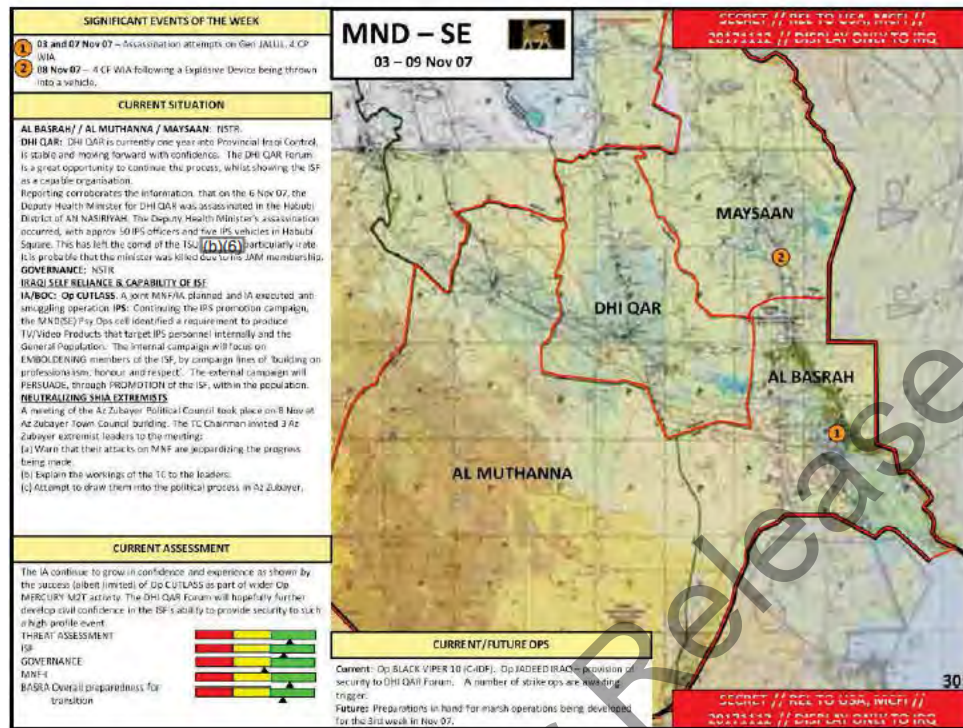 SIGNIFICANT EVENTS OF THE WEEK
1 03 and 07 Nov 07 – Assassination attempts on Gen JALUL. 4 CP
WIA
2 08 Nov 07 – 4 CF WIA following a Explosive Device being thrown
into a vehicle.
CURRENT SITUATION
AL BASRAH/ / AL MUTHANNA / MAYSAAN: NSTR.
DHI QAR: DHI QAR is currently one year into Provincial Iraqi Control,
is stable and moving forward with confidence. The DHI QAR Forum
is a great opportunity to continue the process, whilst showing the ISF
as a capable organisation.
Reporting corroborates the information, that on the 6 Nov 07, the
Deputy Health Minister for DHI QAR was assassinated in the Habubi
District of AN NASIRIYAH. The Deputy Health Minister's assassination
occurred, with approx 50 IPS officers and five IPS vehicles in Habubi
Square. This has left the comd of the TSU (b)(6) particularly irate.
It is probable that the minister was killed due to his JAM membership.
GOVERNANCE: NSTR
IRAQI SELF RELIANCE & CAPABILITY OF ISF
IA/BOC: Op CUTLASS. A joint MNF/IA planned and IA executed anti
smuggling operation IPS: Continuing the IPS promotion campaign,
the MND(SE) Psy Ops cell identified a requirement to produce
TV/Video Products that target IPS personnel internally and the
General Population. The internal campaign will focus on
EMBOLDENING members of the ISF, by campaign lines of 'building on
professionalism, honour and respect'. The external campaign will
PERSUADE, through PROMOTION of the ISF, within the population.
NEUTRALIZING SHIA EXTREMISTS
A meeting of the Az Zubayer Political Council took place on 8 Nov at
Az Zubayer Town Council building. The TC Chairman invited 3 Az
Zubayer extremist leaders to the meeting:
(a) Warn that their attacks on MNF are jeopardizing the progress
being made.
(b) Explain the workings of the TC to the leaders.
(c) Attempt to draw them into the political process in Az Zubayer.
CURRENT ASSESSMENT
The IA continue to grow in confidence and experience as shown by
the success (albeit limited) of Op CUTLASS as part of wider Op
MERCURY M2T activity. The DHI QAR Forum will hopefully further
develop civil confidence in the ISF's ability to provide security to such
a high profile event.
THREAT ASSESSMENT
ISF
GOVERNANCE
MNF-I
BASRA Overall preparedness for
transition
MND – SE
03 – 09 Nov 07
SECRET // REL TO USA, MCFI //
20171112 // DISPLAY ONLY TO IRQ
MAYSAAN
2
DHI QAR
AL BASRAH
1
AL MUTHANNA
Release
CURRENT/FUTURE OPS
Current: Op BLACK VIPER 10 (C-IDF). Op JADEED IRAQ – provision of
security to DHI QAR Forum. A number of strike ops are awaiting
trigger.
Future: Preparations in hand for marsh operations being developed
for the 3rd week in Nov 07.
30
SECRET // REL TO USA, MCFI //
20171112 // DISPLAY ONLY TO IRQ